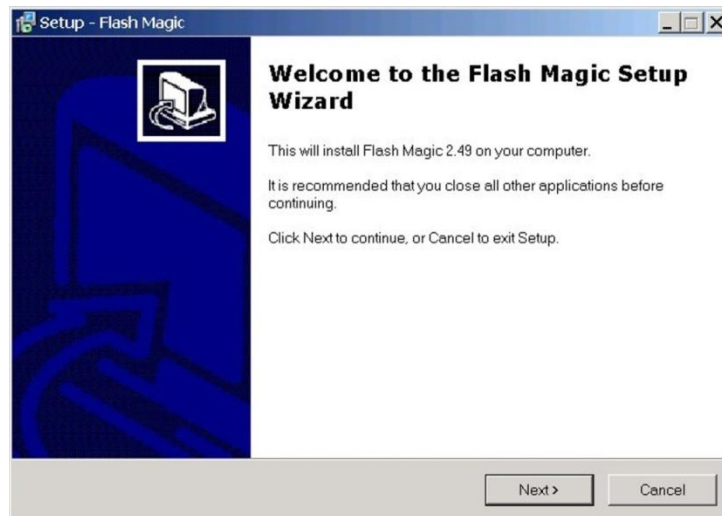 Setup - Flash Magic
Welcome to the Flash Magic Setup
Wizard
This will install Flash Magic 2.49 on your computer.
It is recommended that you close all other applications before
continuing.
Click Next to continue, or Cancel to exit Setup.
Next >
Cancel